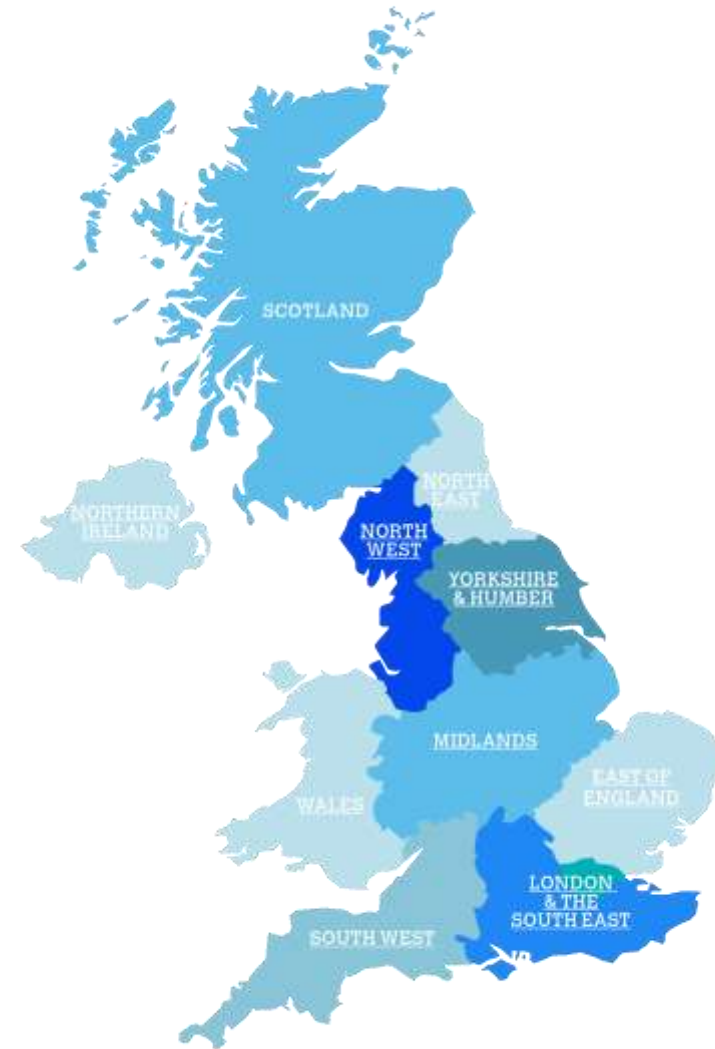 SCOTLAND
NORTHERN
IRELAND
NORTH
EAST
NORTH
WEST
YORKSHIRE
& HUMBER
MIDLANDS
WALES
EAST OF
ENGLAND
LONDON
& THE
SOUTH EAST
SOUTH WEST